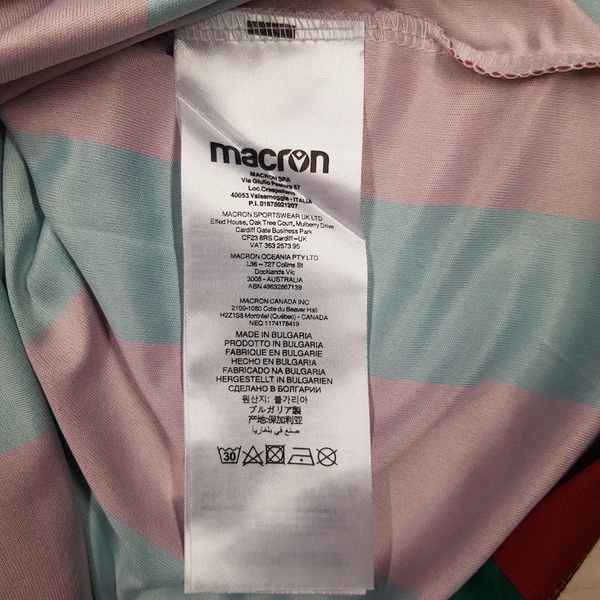 macron
MACRON SPA
Via Giulio Pastore 57
Loc.Crespellano
40053 Valsamoggia - ITALIA
P.I. 01675021207
MACRON SPORTSWEAR UK LTD
Elfed House, Oak Tree Court, Mulberry Drive
Cardiff Gate Business Park
CF23 8RS Cardiff - UK
VAT 363 2573 95
MACRON OCEANIA PTY LTD
L36 - 727 Collins St
Docklands Vic
3008 - AUSTRALIA
ABN 49632867139
MACRON CANADA INC
2100-1080 Cote du Beaver Hall
H2Z1S8 Montréal (Québec) - CANADA
NEQ 1174178419
MADE IN BULGARIA
PRODOTTO IN BULGARIA
FABRIQUE EN BULGARIE
HECHO EN BULGARIA
FABRICADO NA BULGARIA
HERGESTELLT IN BULGARIEN
СДЕЛАНО В БОЛГАРИИ
원산지: 불가리아
ブルガリア製
产地:保加利亚
صنع في بلغاريا
30